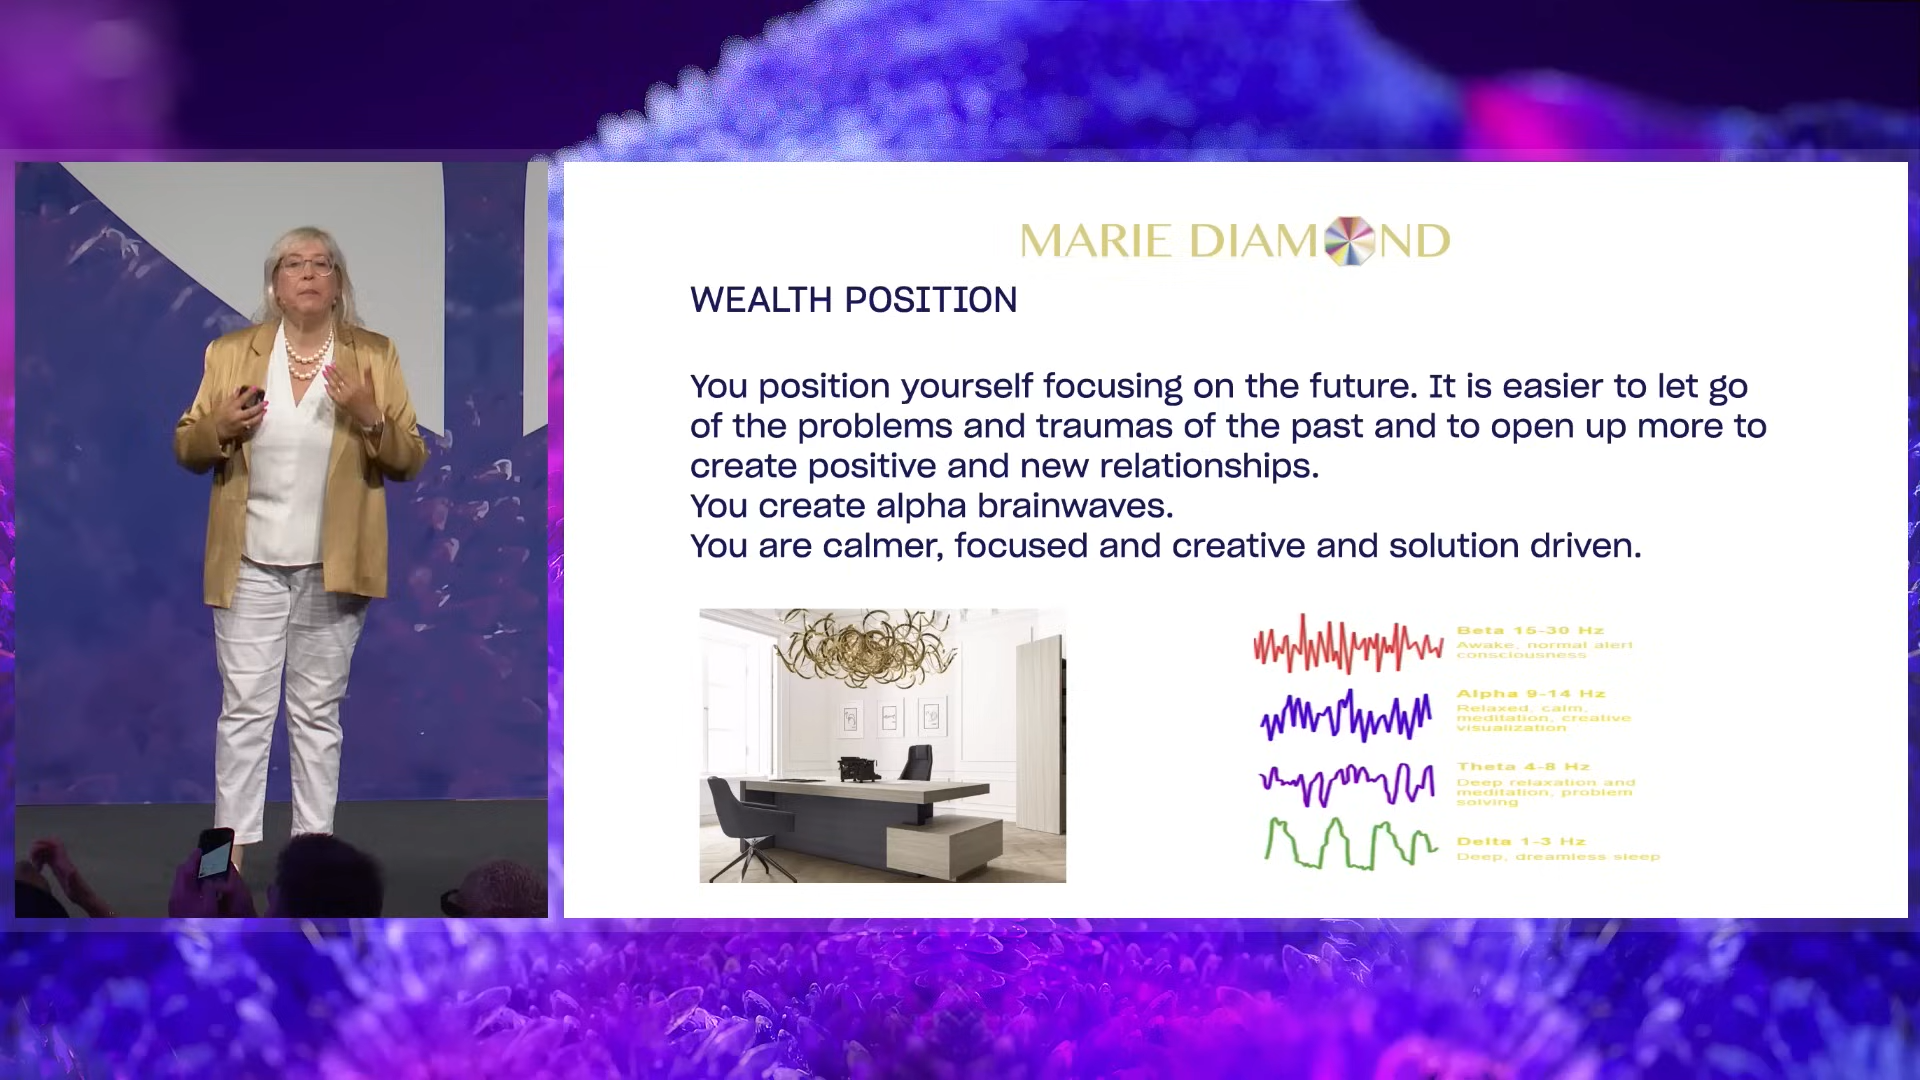 MARIE DIAMOND
WEALTH POSITION
You position yourself focusing on the future. It is easier to let go
of the problems and traumas of the past and to open up more to
create positive and new relationships.
You create alpha brainwaves.
You are calmer, focused and creative and solution driven.
Beta 15-30 Hz
Awake, normal alert
consciousness
Alpha 9-14 Hz
Relaxed, calm,
meditation, creative
visualization
Theta 4-8 Hz
Deep relaxation and
meditation, problem
solving
Delta 1-3 Hz
Deep, dreamless sleep